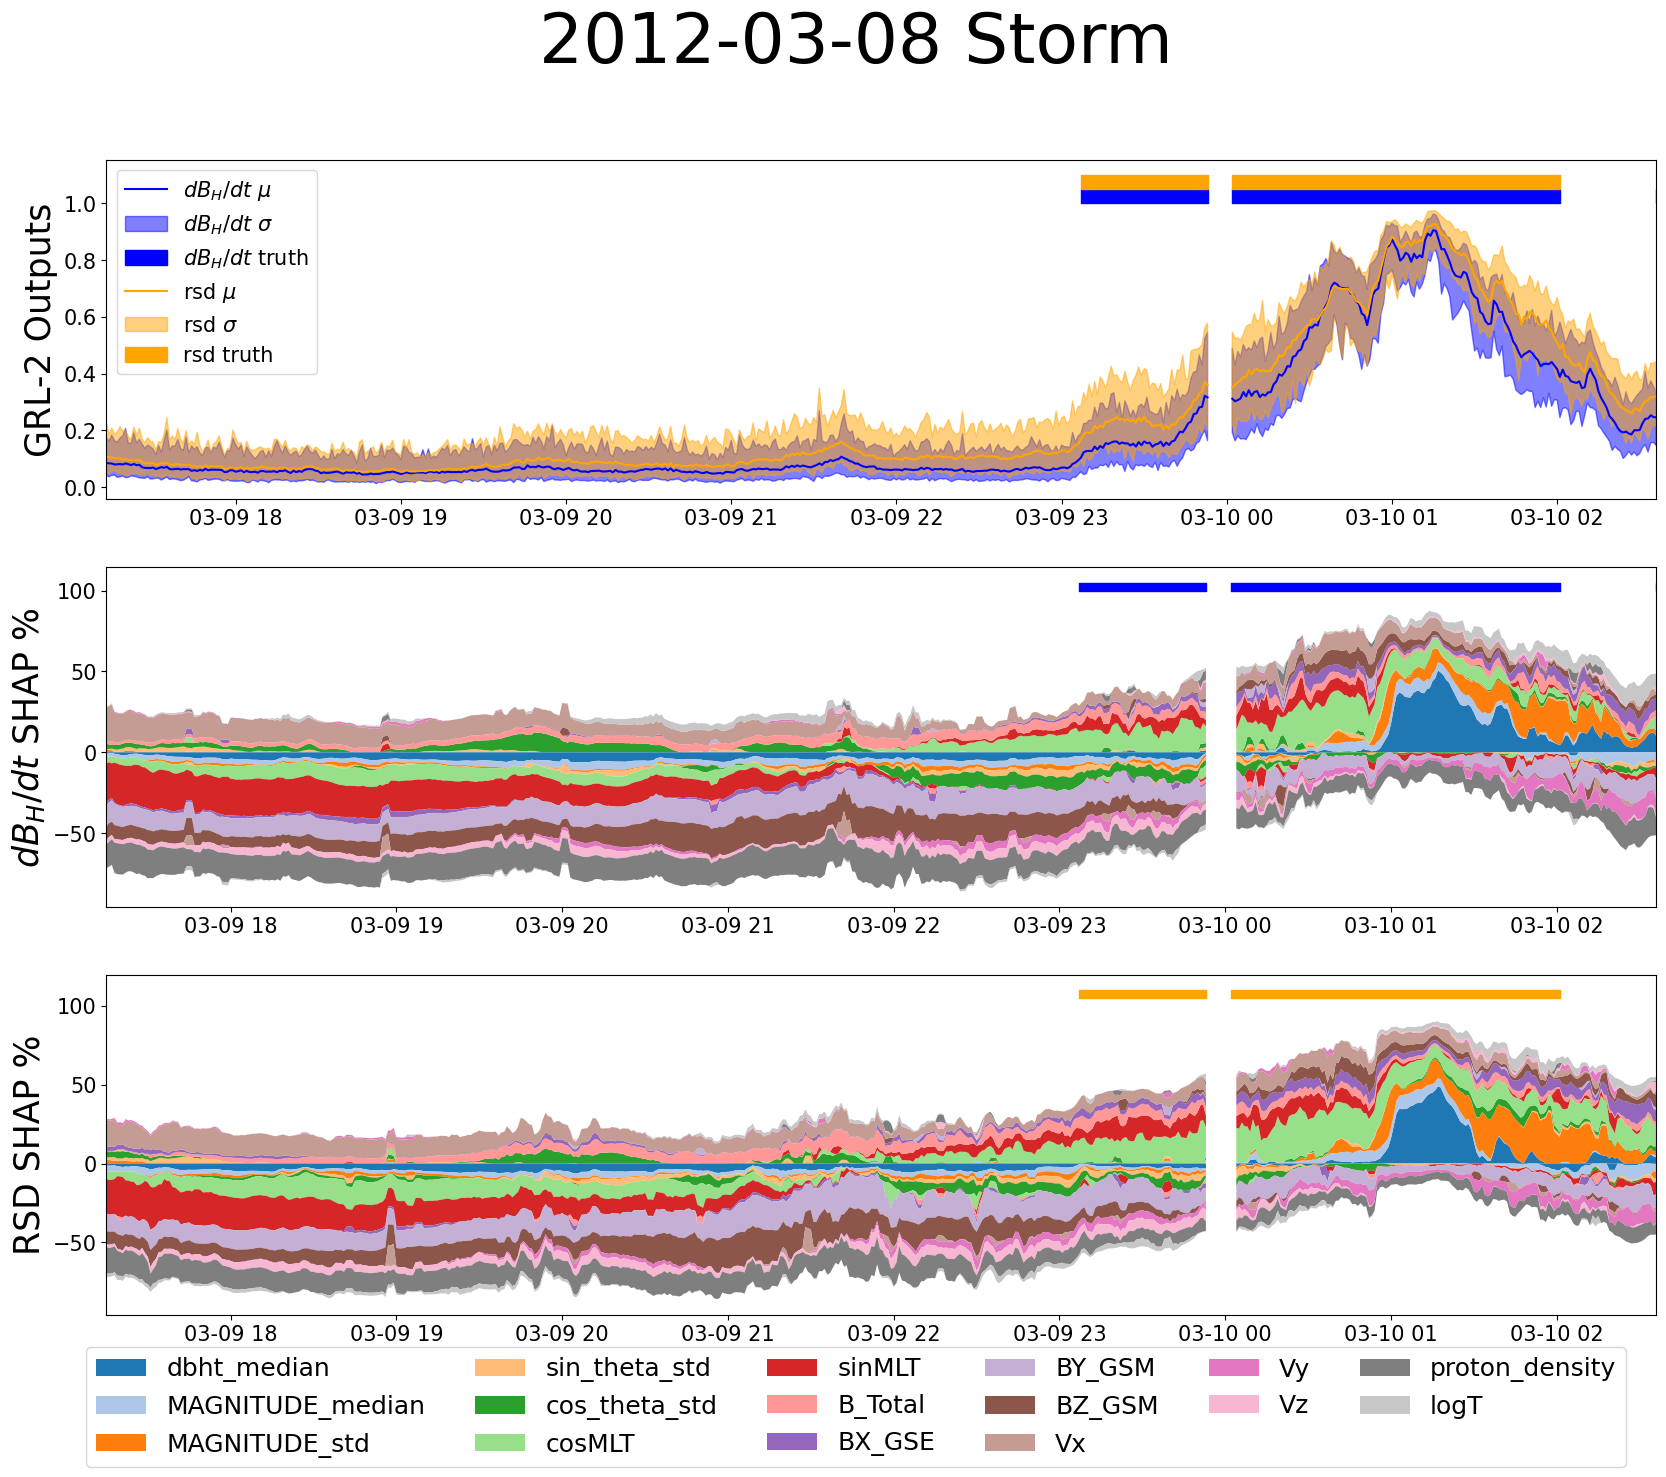 2012-03-08 Storm
GRL-2 Outputs
1.0
0.8
0.6
0.4
0.2
0.0
dB_H/dt μ
dB_H/dt σ
dB_H/dt truth
rsd μ
rsd σ
rsd truth
03-09 18 03-09 19 03-09 20 03-09 21 03-09 22 03-09 23 03-10 00 03-10 01 03-10 02
dB_H/dt SHAP %
100
50
0
−50
03-09 18 03-09 19 03-09 20 03-09 21 03-09 22 03-09 23 03-10 00 03-10 01 03-10 02
RSD SHAP %
100
50
0
−50
03-09 18 03-09 19 03-09 20 03-09 21 03-09 22 03-09 23 03-10 00 03-10 01 03-10 02
dbht_median sin_theta_std sinMLT BY_GSM Vy proton_density
MAGNITUDE_median cos_theta_std B_Total BZ_GSM Vz logT
MAGNITUDE_std cosMLT BX_GSE Vx